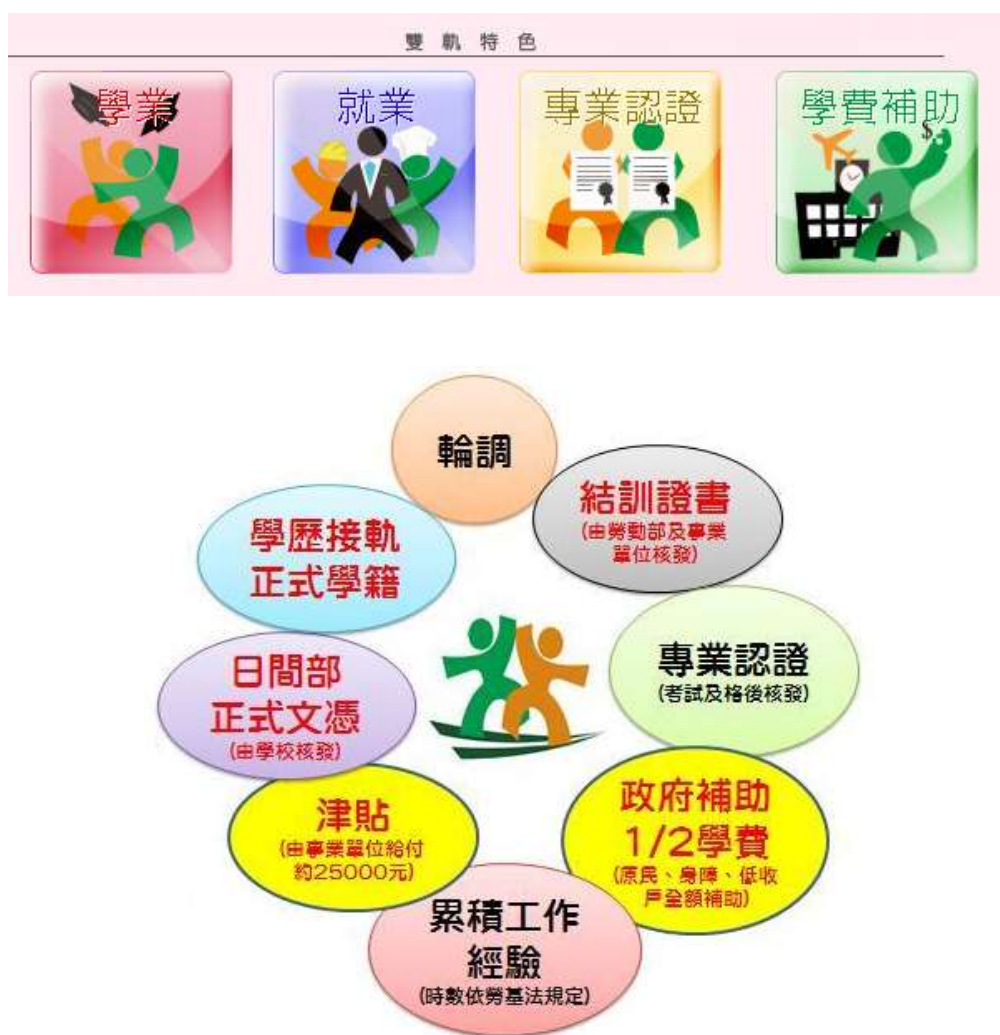 雙軌特色
學業
就業
專業認證
學費補助
$
輪調
結訓證書
(由勞動部及事業
單位核發)
學歷接軌
正式學籍
專業認證
(考試及格後核發)
日間部
正式文憑
(由學校核發)
政府補助
1/2學費
(原民、身障、低收
戶全額補助)
津貼
(由事業單位給付
約25000元)
累積工作
經驗
(時數依勞基法規定)